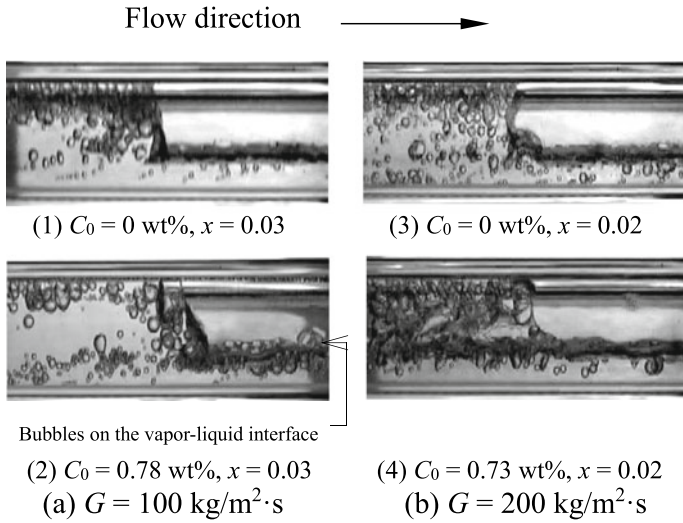 Flow direction
(1) C₀ = 0 wt%, x = 0.03
(3) C₀ = 0 wt%, x = 0.02
Bubbles on the vapor-liquid interface
(2) C₀ = 0.78 wt%, x = 0.03
(4) C₀ = 0.73 wt%, x = 0.02
(a) G = 100 kg/m²·s
(b) G = 200 kg/m²·s